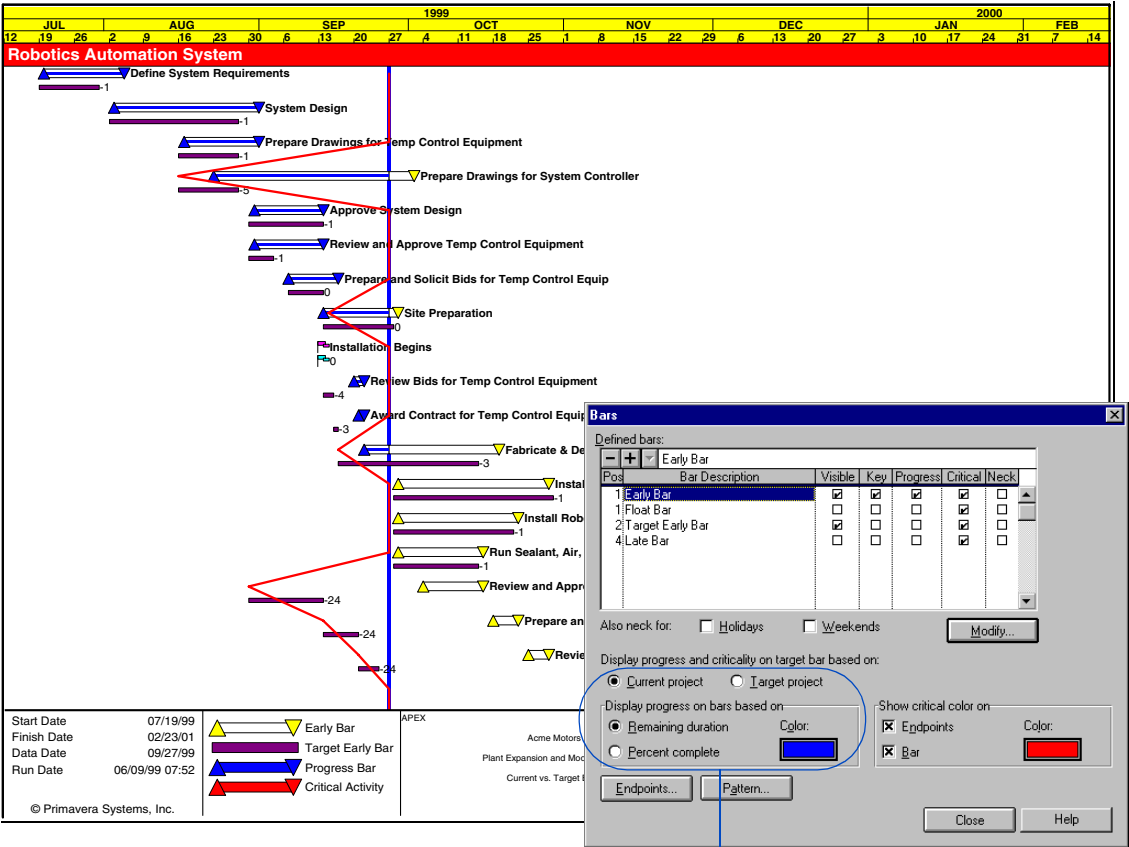 1999 2000
JUL AUG SEP OCT NOV DEC JAN FEB
12 19 26 2 9 16 23 30 6 13 20 27 4 11 18 25 1 8 15 22 29 6 13 20 27 3 10 17 24 31 7 14
Robotics Automation System
Define System Requirements
-1
System Design
-1
Prepare Drawings for Temp Control Equipment
-1
Prepare Drawings for System Controller
-5
Approve System Design
-1
Review and Approve Temp Control Equipment
-1
Prepare and Solicit Bids for Temp Control Equip
0
Site Preparation
0
Installation Begins
0
Review Bids for Temp Control Equipment
-4
Award Contract for Temp Control Equip
-3
Fabricate & De
-3
Instal
-1
Install Rob
-1
Run Sealant, Air,
-1
Review and Appr
-24
Prepare an
-24
Revie
-24
Start Date 07/19/99
Finish Date 02/23/01
Data Date 09/27/99
Run Date 06/09/99 07:52
© Primavera Systems, Inc.
Early Bar
Target Early Bar
Progress Bar
Critical Activity
APEX
Acme Motors
Plant Expansion and Mod
Current vs. Target
Bars
Defined bars:
Early Bar
Pos Bar Description Visible Key Progress Critical Neck
1 Early Bar
1 Float Bar
2 Target Early Bar
4 Late Bar
Also neck for: Holidays Weekends Modify...
Display progress and criticality on target bar based on:
Current project Target project
Display progress on bars based on
Remaining duration Color:
Percent complete
Show critical color on
Endpoints Color:
Bar
Endpoints... Pattern...
Close Help